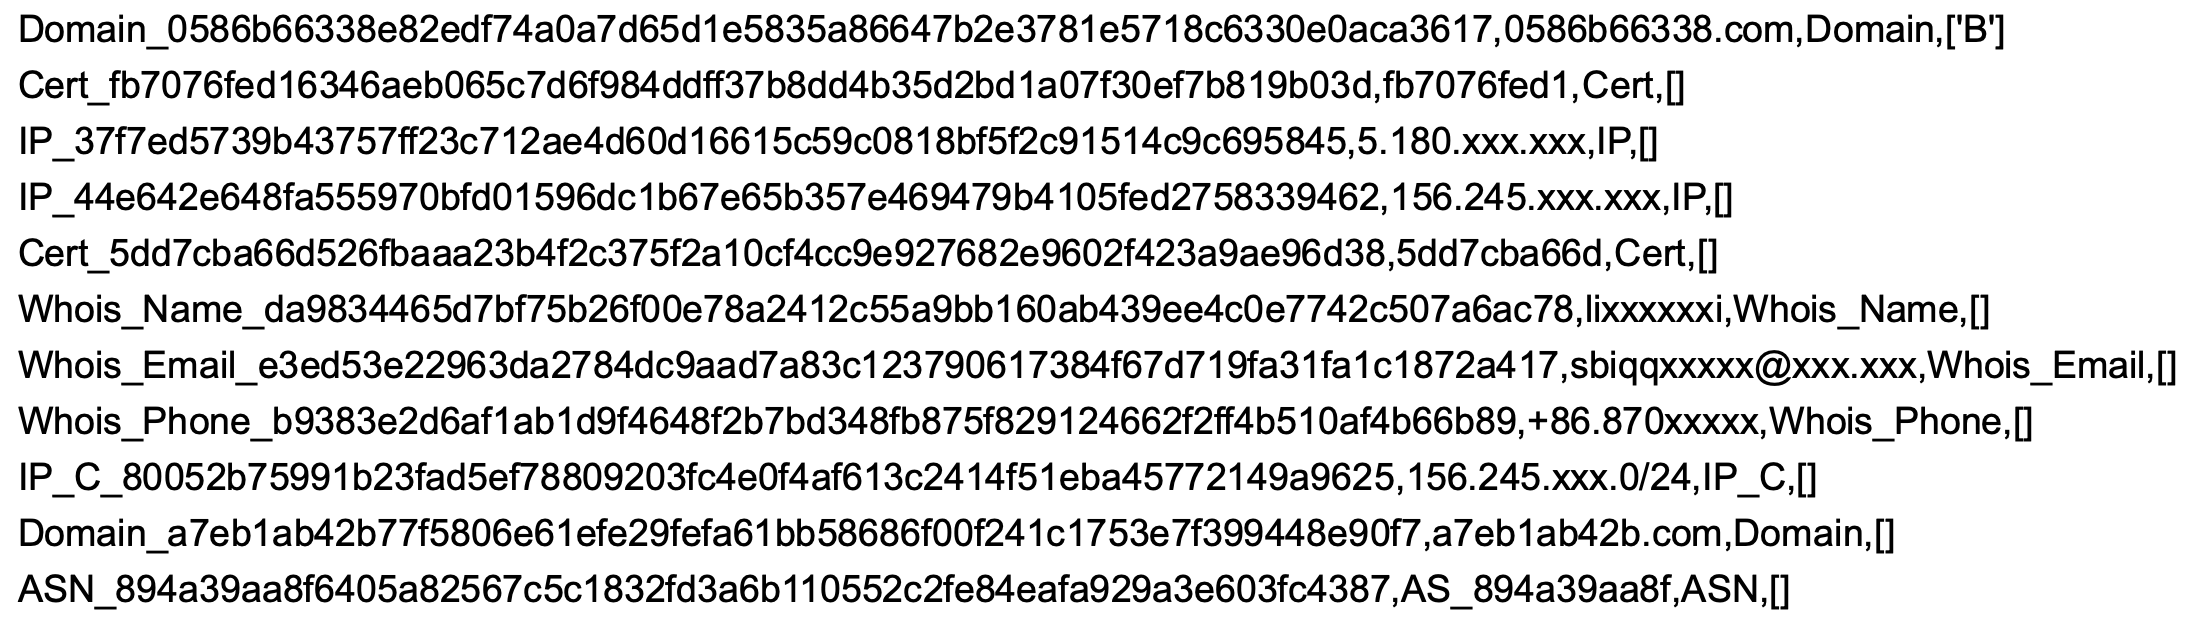 Domain_0586b66338e82edf74a0a7d65d1e5835a86647b2e3781e5718c6330e0aca3617,0586b66338.com,Domain,['B']
Cert_fb7076fed16346aeb065c7d6f984ddff37b8dd4b35d2bd1a07f30ef7b819b03d,fb7076fed1,Cert,[]
IP_37f7ed5739b43757ff23c712ae4d60d16615c59c0818bf5f2c91514c9c695845,5.180.xxx.xxx,IP,[]
IP_44e642e648fa555970bfd01596dc1b67e65b357e469479b4105fed2758339462,156.245.xxx.xxx,IP,[]
Cert_5dd7cba66d526fbaaa23b4f2c375f2a10cf4cc9e927682e9602f423a9ae96d38,5dd7cba66d,Cert,[]
Whois_Name_da9834465d7bf75b26f00e78a2412c55a9bb160ab439ee4c0e7742c507a6ac78,lixxxxxxi,Whois_Name,[]
Whois_Email_e3ed53e22963da2784dc9aad7a83c123790617384f67d719fa31fa1c1872a417,sbiqqxxxxx@xxx.xxx,Whois_Email,[]
Whois_Phone_b9383e2d6af1ab1d9f4648f2b7bd348fb875f829124662f2ff4b510af4b66b89,+86.870xxxxx,Whois_Phone,[]
IP_C_80052b75991b23fad5ef78809203fc4e0f4af613c2414f51eba45772149a9625,156.245.xxx.0/24,IP_C,[]
Domain_a7eb1ab42b77f5806e61efe29fefa61bb58686f00f241c1753e7f399448e90f7,a7eb1ab42b.com,Domain,[]
ASN_894a39aa8f6405a82567c5c1832fd3a6b110552c2fe84eafa929a3e603fc4387,AS_894a39aa8f,ASN,[]